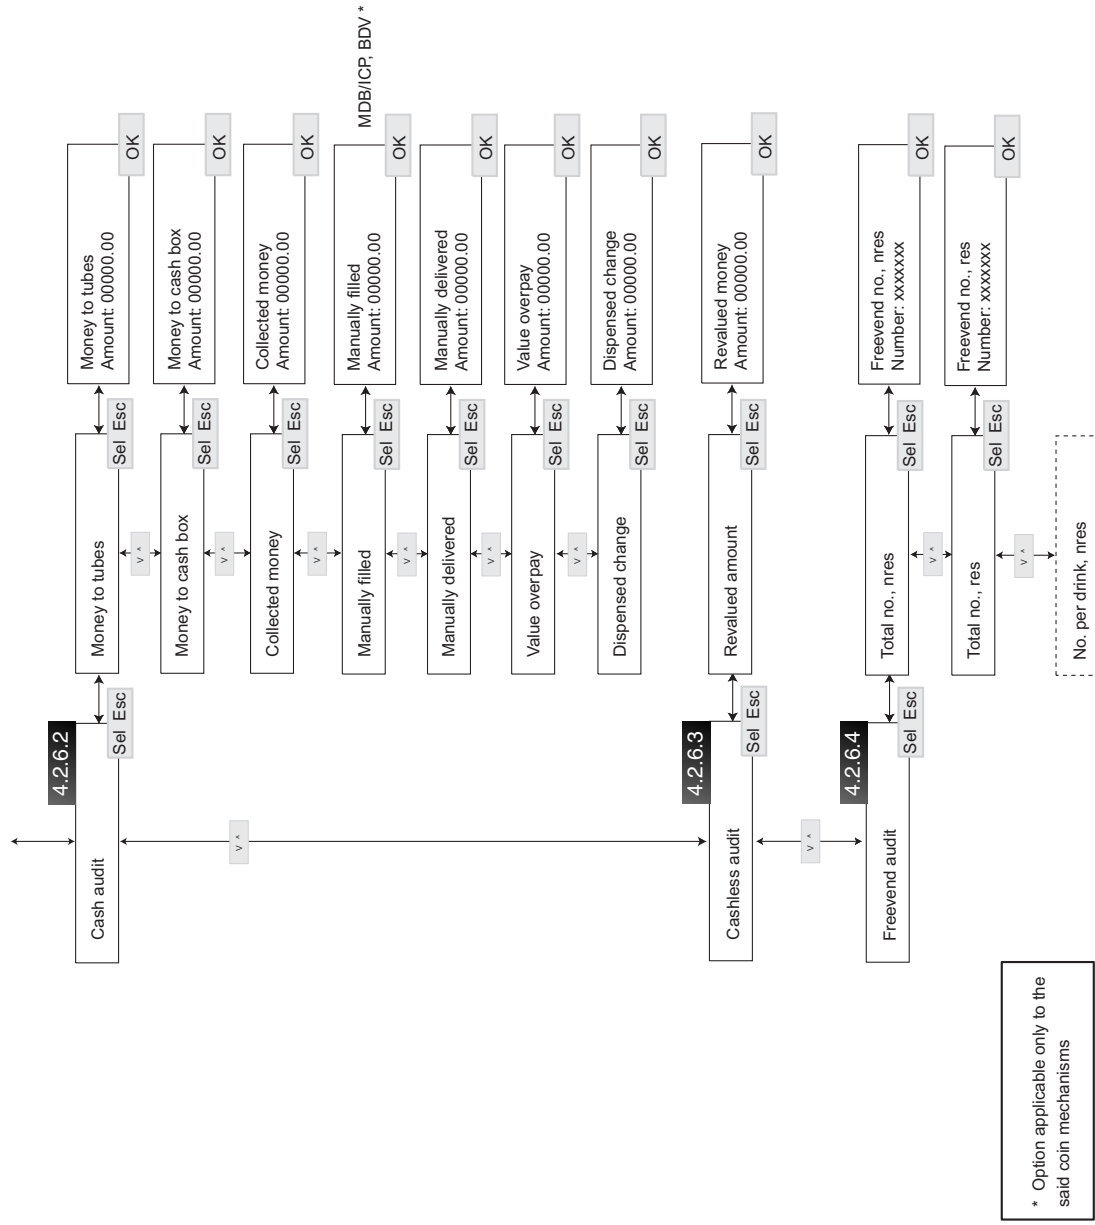 4.2.6.2
Cash audit
Sel Esc
Money to tubes
Sel Esc
Money to tubes
Amount: 00000.00
OK
v ^
Money to cash box
Sel Esc
Money to cash box
Amount: 00000.00
OK
v ^
v ^
Collected money
Sel Esc
Collected money
Amount: 00000.00
OK
v ^
Manually filled
Sel Esc
Manually filled
Amount: 00000.00
OK
MDB/ICP, BDV *
v ^
Manually delivered
Sel Esc
Manually delivered
Amount: 00000.00
OK
v ^
Value overpay
Sel Esc
Value overpay
Amount: 00000.00
OK
v ^
Dispensed change
Sel Esc
Dispensed change
Amount: 00000.00
OK
4.2.6.3
Cashless audit
Sel Esc
Revalued amount
Sel Esc
Revalued money
Amount: 00000.00
OK
v ^
4.2.6.4
Freevend audit
Sel Esc
Total no., nres
Sel Esc
Freevend no., nres
Number: xxxxxxx
OK
v ^
Total no., res
Sel Esc
Freevend no., res
Number: xxxxxxx
OK
v ^
No. per drink, nres
* Option applicable only to the
said coin mechanisms